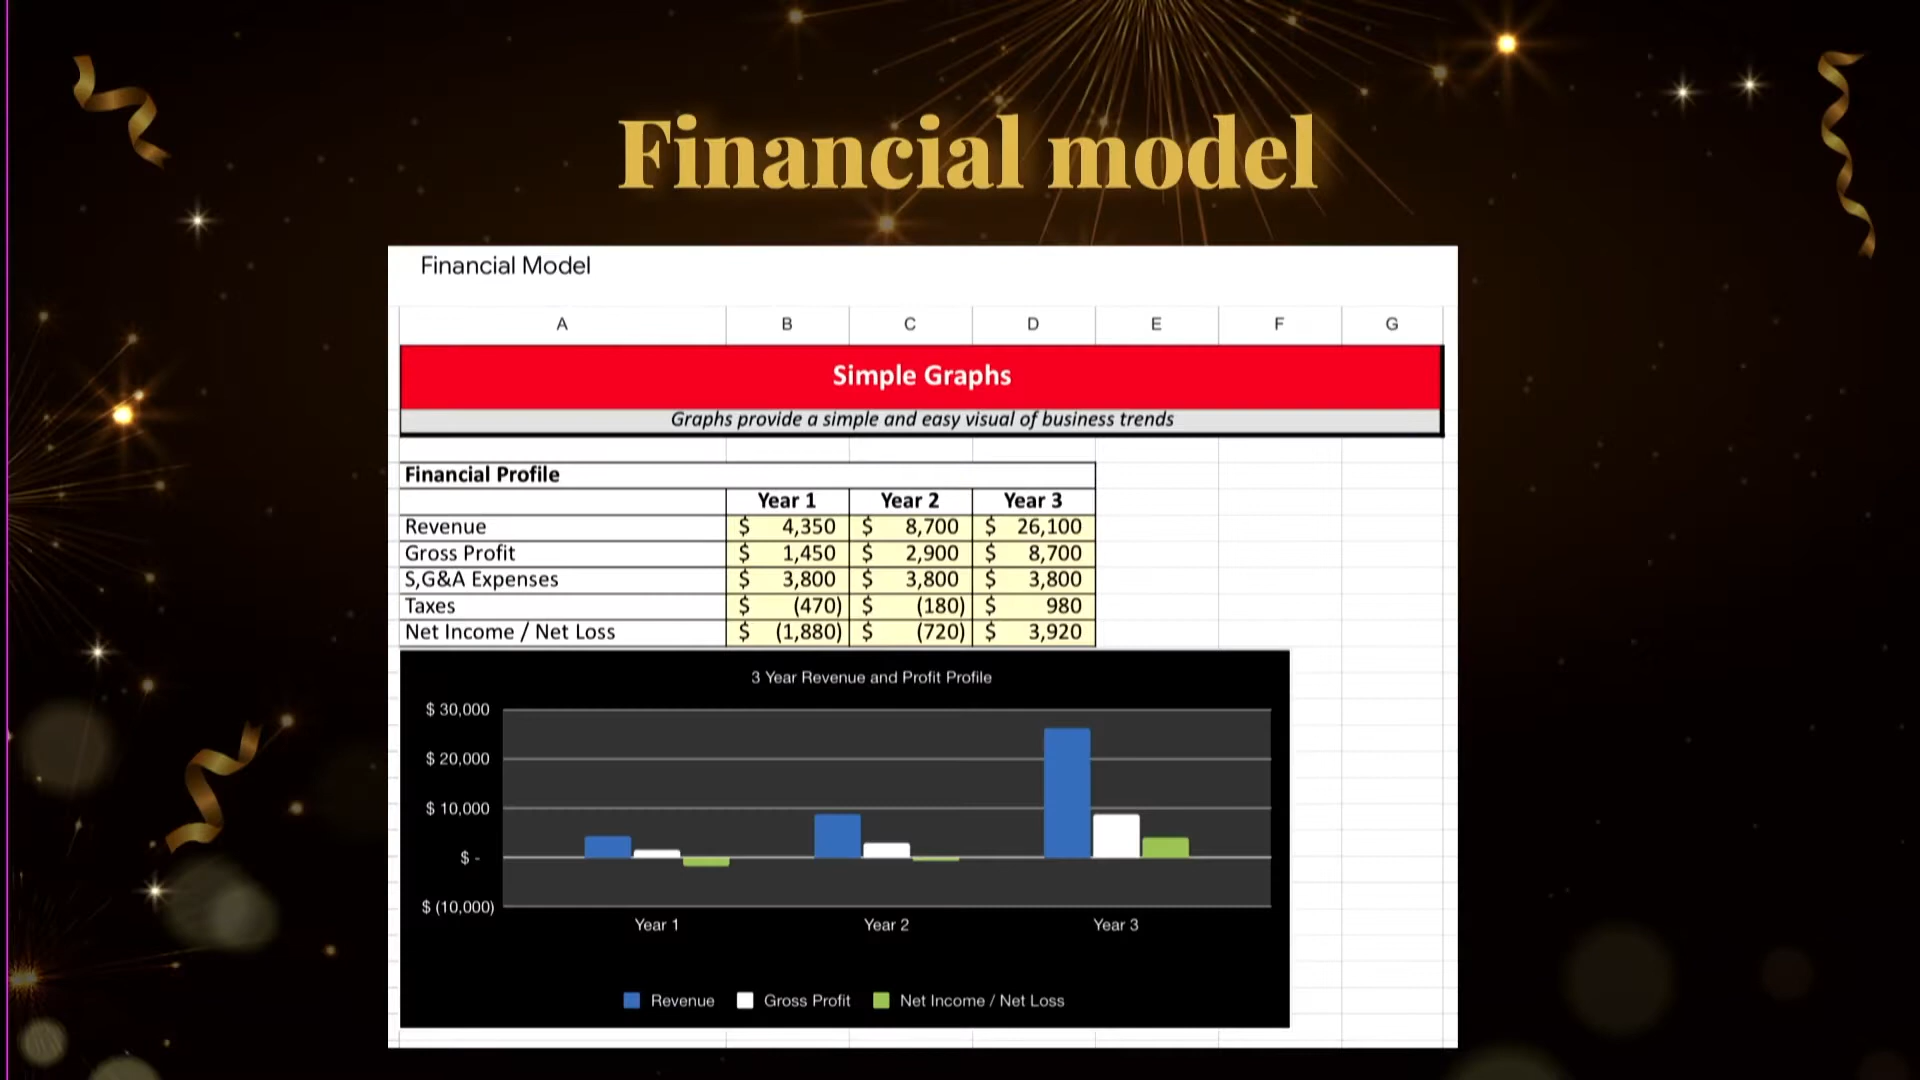 Financial model
Financial Model
A B C D E F G
Simple Graphs
Graphs provide a simple and easy visual of business trends
Financial Profile
Year 1 Year 2 Year 3
Revenue $ 4,350 $ 8,700 $ 26,100
Gross Profit $ 1,450 $ 2,900 $ 8,700
S,G&A Expenses $ 3,800 $ 3,800 $ 3,800
Taxes $ (470) $ (180) $ 980
Net Income / Net Loss $ (1,880) $ (720) $ 3,920
3 Year Revenue and Profit Profile
$ 30,000
$ 20,000
$ 10,000
$ -
$ (10,000)
Year 1 Year 2 Year 3
Revenue Gross Profit Net Income / Net Loss